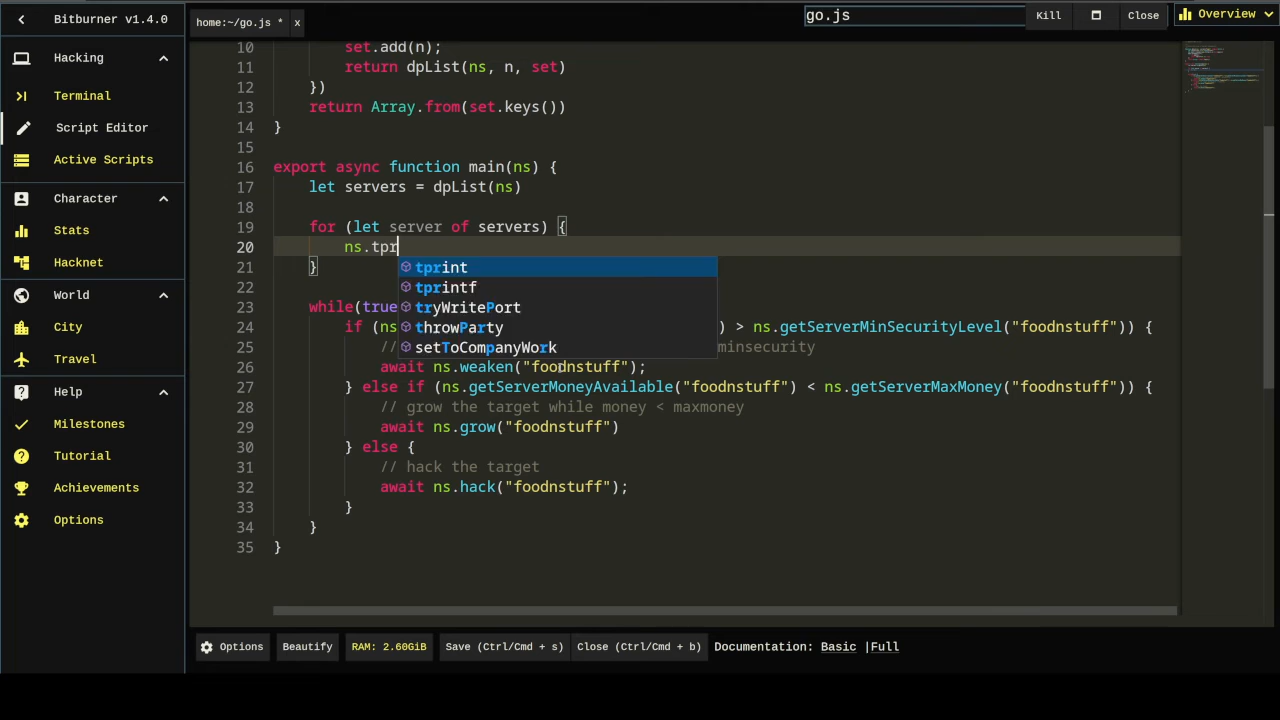 Bitburner v1.4.0
home:~/go.js * x
go.js
Kill
Close
Overview
Hacking
Terminal
Script Editor
Active Scripts
Character
Stats
Hacknet
World
City
Travel
Help
Milestones
Tutorial
Achievements
Options
10 set.add(n);
11 return dpList(ns, n, set)
12 })
13 return Array.from(set.keys())
14 }
15
16 export async function main(ns) {
17 let servers = dpList(ns)
18
19 for (let server of servers) {
20 ns.tpr
21 }
22
23 while(true
24 if (ns ) > ns.getServerMinSecurityLevel("foodnstuff")) {
25 // minsecurity
26 await ns.weaken("foodnstuff");
27 } else if (ns.getServerMoneyAvailable("foodnstuff") < ns.getServerMaxMoney("foodnstuff")) {
28 // grow the target while money < maxmoney
29 await ns.grow("foodnstuff")
30 } else {
31 // hack the target
32 await ns.hack("foodnstuff");
33 }
34 }
35 }
tprint
tprintf
tryWritePort
throwParty
setToCompanyWork
Options
Beautify
RAM: 2.60GiB
Save (Ctrl/Cmd + s)
Close (Ctrl/Cmd + b)
Documentation: Basic |Full